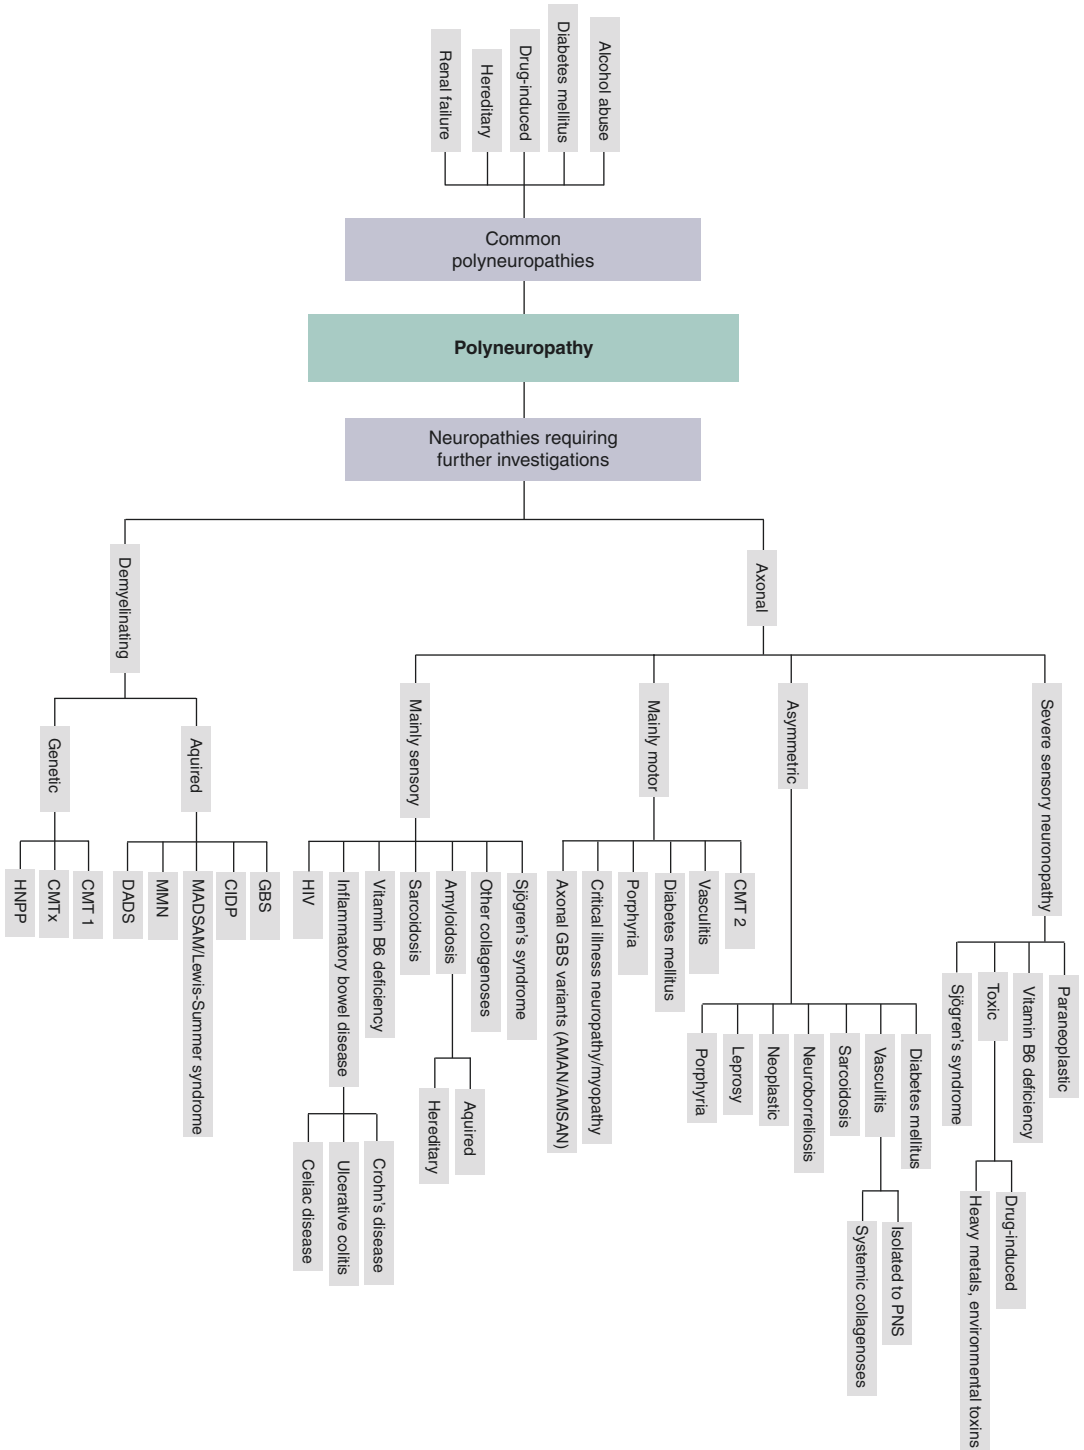 Alcohol abuse
Diabetes mellitus
Drug-induced
Hereditary
Renal failure
Common
polyneuropathies
Polyneuropathy
Neuropathies requiring
further investigations
Axonal
Demyelinating
Severe sensory neuronopathy
Asymmetric
Mainly motor
Mainly sensory
Aquired
Genetic
Paraneoplastic
Vitamin B6 deficiency
Toxic
Sjögren's syndrome
Drug-induced
Heavy metals, environmental toxins
Diabetes mellitus
Vasculitis
Sarcoidosis
Neuroborreliosis
Neoplastic
Leprosy
Porphyria
Isolated to PNS
Systemic collagenoses
CMT 2
Vasculitis
Diabetes mellitus
Porphyria
Critical illness neuropathy/myopathy
Axonal GBS variants (AMAN/AMSAN)
Sjögren's syndrome
Other collagenoses
Amyloidosis
Sarcoidosis
Vitamin B6 deficiency
Inflammatory bowel disease
HIV
Aquired
Hereditary
Crohn's disease
Ulcerative colitis
Celiac disease
GBS
CIDP
MADSAM/Lewis-Summer syndrome
MMN
DADS
CMT 1
CMTx
HNPP